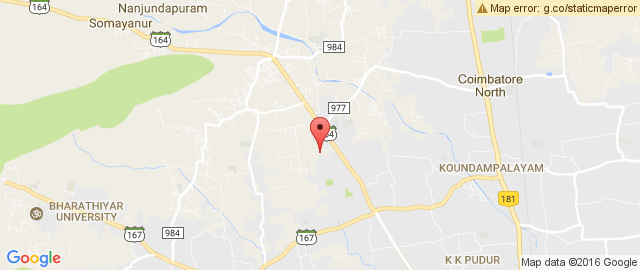 Nanjundapuram
164
Somayanur
164
984
Map error: g.co/staticmaperror
181
Coimbatore
North
977
64
KOUNDAMPALAYAM
181
BHARATHIYAR
UNIVERSITY
167
984
167
K K PUDUR
Google
Map data ©2016 Google